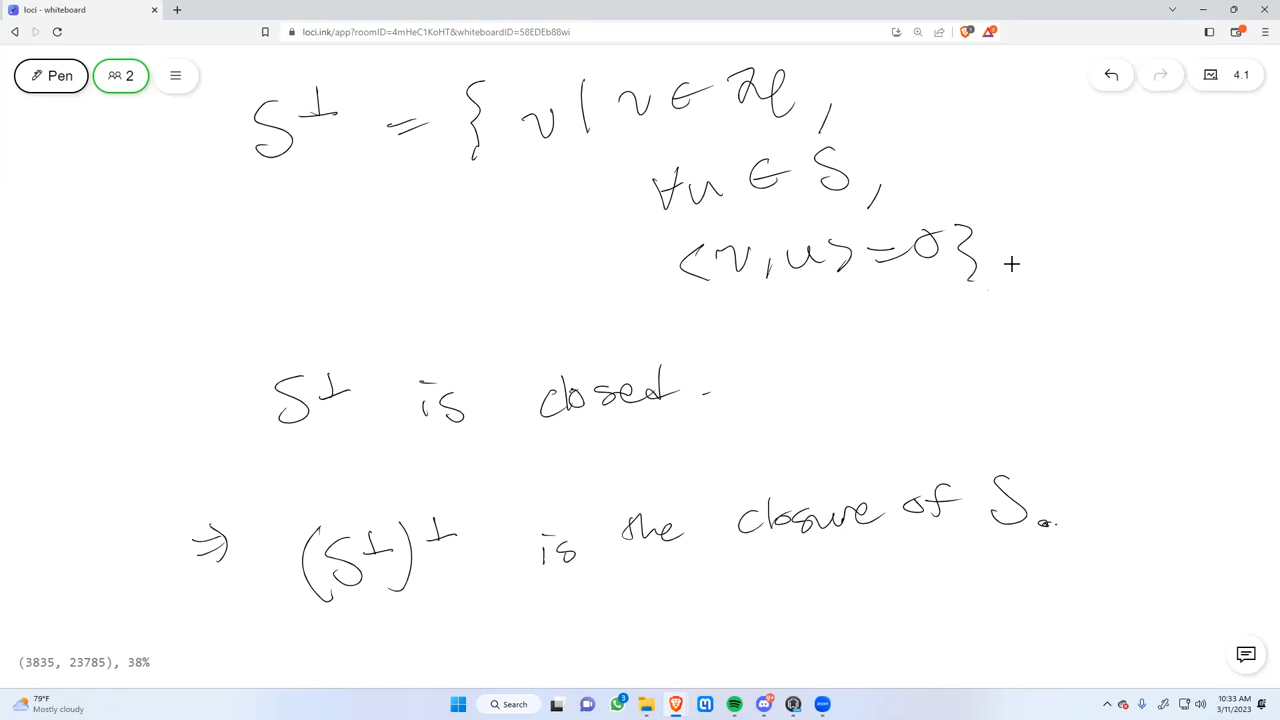 loci - whiteboard
loci.ink/app?roomID=4mHeC1KoHT&whiteboardID=58EDEb88wi
Pen
2
4.1
S⊥ = { v | v ∈ ℋ,
∀u ∈ S,
<v, u> = 0}
S⊥ is closed.
⇒ (S⊥)⊥ is the closure of S.
(3835, 23785), 38%
79°F
Mostly cloudy
Search
3
10:33 AM
3/11/2023